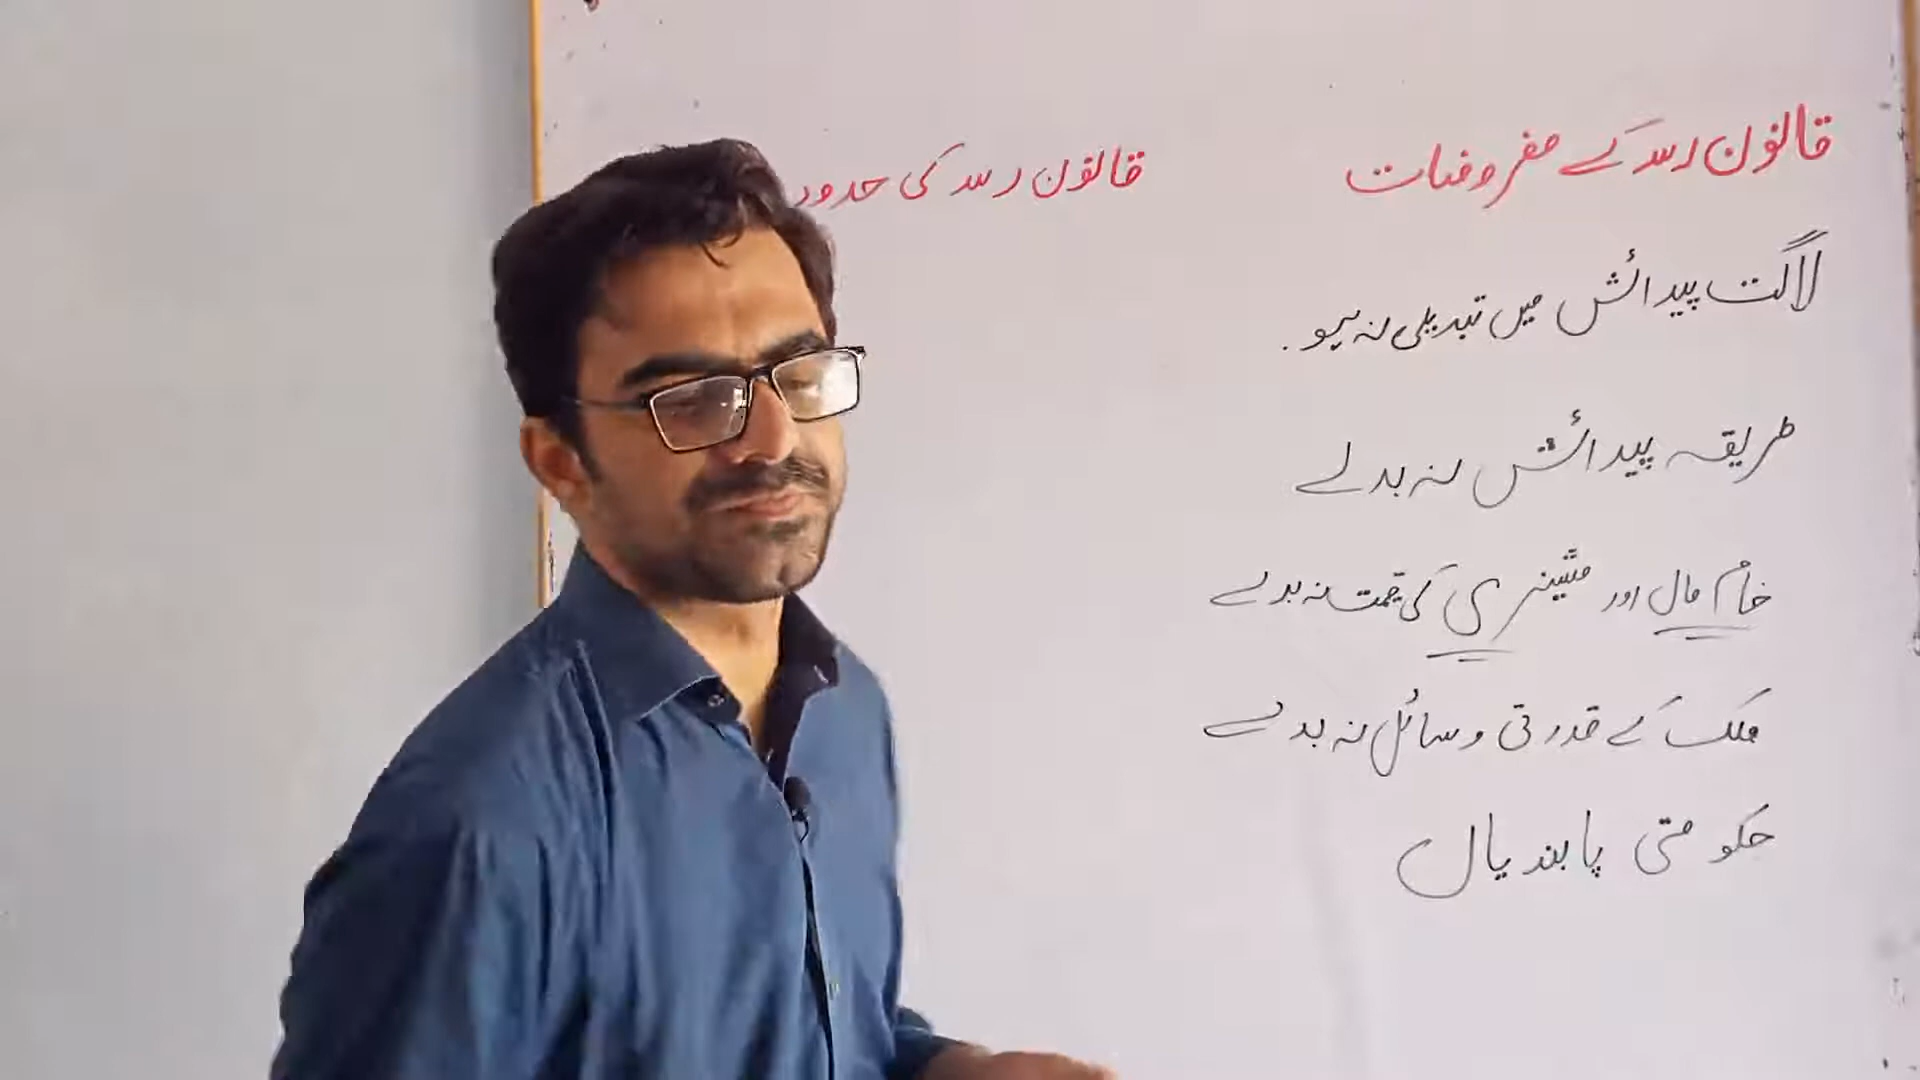 قانون رسد کے مفروضات
لاگت پیدائش میں تبدیلی نہ ہو۔
طریقہ پیدائش نہ بدلے
خام مال اور مشینری کی قیمت نہ بدلے
ملک کے قدرتی وسائل نہ بدلے
حکومتی پابندیاں
قانون رسد کی حدود